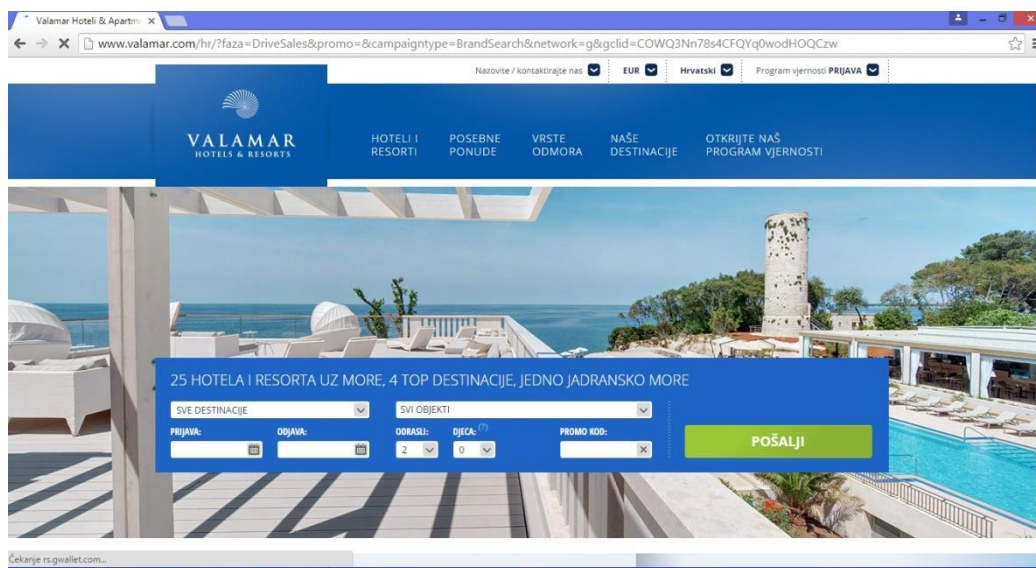 Valamar Hoteli & Apartm
www.valamar.com/hr/?faza=DriveSales&promo=&campaigntype=BrandSearch&network=g&gclid=COWQ3Nn78s4CFQYq0wodHOQCzw
Nazovite / kontaktirajte nas EUR Hrvatski Program vjernosti PRIJAVA
VALAMAR
HOTELS & RESORTS
HOTELI I
RESORTI
POSEBNE
PONUDE
VRSTE
ODMORA
NAŠE
DESTINACIJE
OTKRIJTE NAŠ
PROGRAM VJERNOSTI
25 HOTELA I RESORTA UZ MORE, 4 TOP DESTINACIJE, JEDNO JADRANSKO MORE
SVE DESTINACIJE SVI OBJEKTI
PRIJAVA: ODJAVA: ODRASLI: DJECA: (?) PROMO KOD:
2 0
POŠALJI
Čekanje rs.gwallet.com...